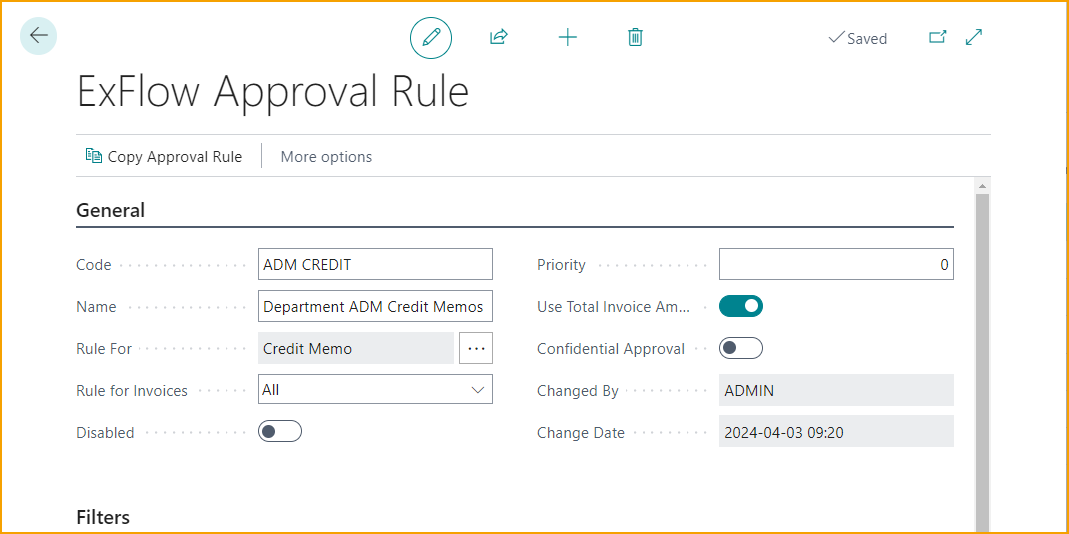 Saved
ExFlow Approval Rule
Copy Approval Rule More options
General
Code ADM CREDIT Priority 0
Name Department ADM Credit Memos Use Total Invoice Am...
Rule For Credit Memo ... Confidential Approval
Rule for Invoices All Changed By ADMIN
Disabled Change Date 2024-04-03 09:20
Filters